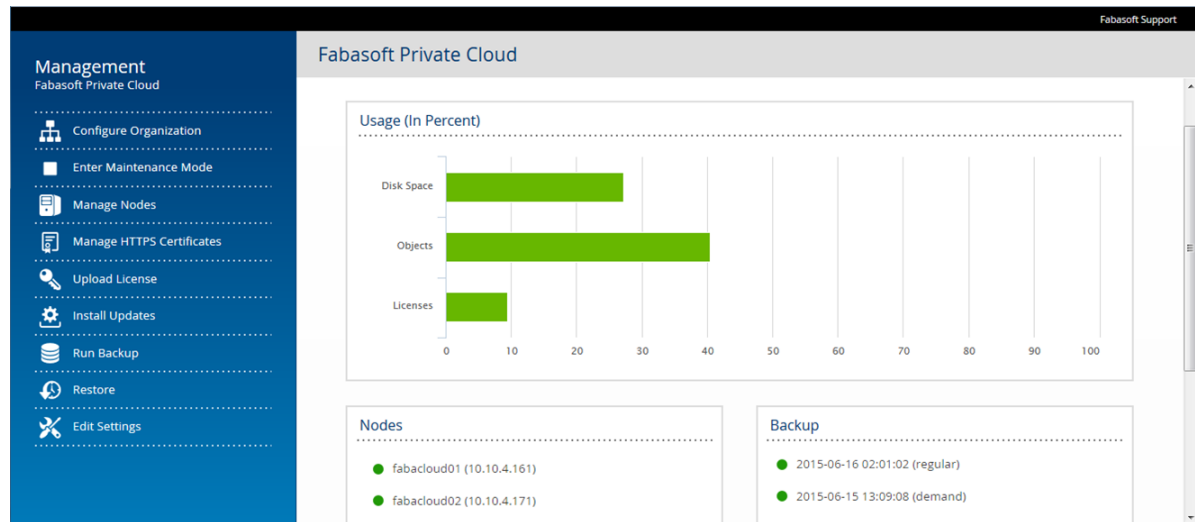 Fabasoft Support
Management
Fabasoft Private Cloud
Configure Organization
Enter Maintenance Mode
Manage Nodes
Manage HTTPS Certificates
Upload License
Install Updates
Run Backup
Restore
Edit Settings
Fabasoft Private Cloud
Usage (In Percent)
Disk Space
Objects
Licenses
0 10 20 30 40 50 60 70 80 90 100
Nodes
fabacloud01 (10.10.4.161)
fabacloud02 (10.10.4.171)
Backup
2015-06-16 02:01:02 (regular)
2015-06-15 13:09:08 (demand)